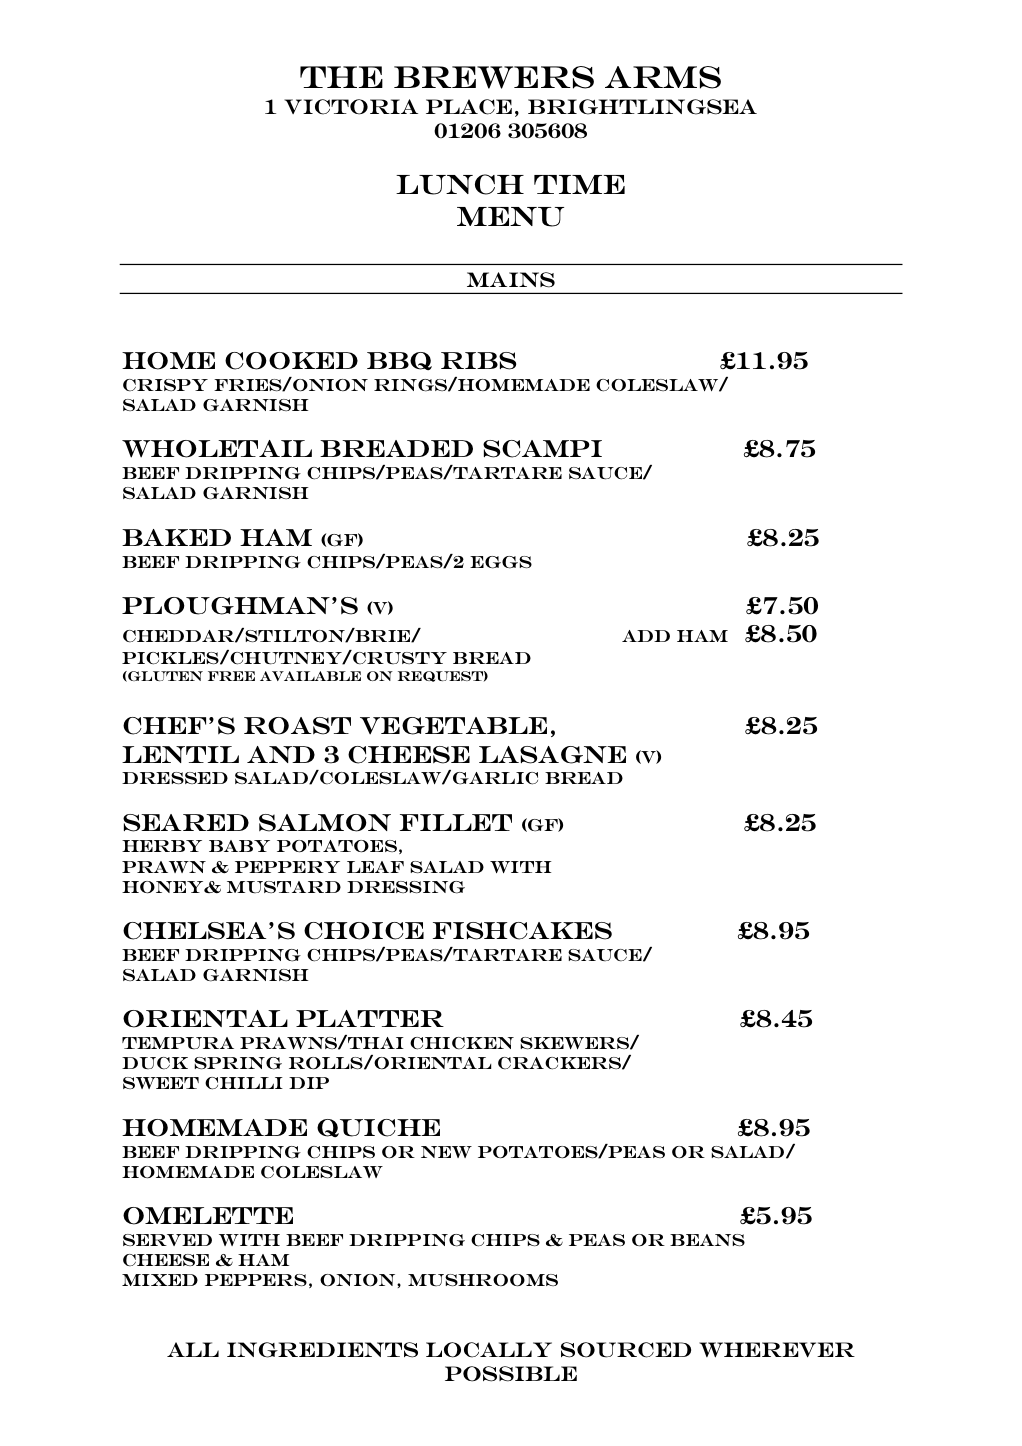 THE BREWERS ARMS
1 VICTORIA PLACE, BRIGHTLINGSEA
01206 305608
LUNCH TIME
MENU
MAINS
HOME COOKED BBQ RIBS £11.95
CRISPY FRIES/ONION RINGS/HOMEMADE COLESLAW/
SALAD GARNISH
WHOLETAIL BREADED SCAMPI £8.75
BEEF DRIPPING CHIPS/PEAS/TARTARE SAUCE/
SALAD GARNISH
BAKED HAM (GF) £8.25
BEEF DRIPPING CHIPS/PEAS/2 EGGS
PLOUGHMAN'S (V) £7.50
CHEDDAR/STILTON/BRIE/ ADD HAM £8.50
PICKLES/CHUTNEY/CRUSTY BREAD
(GLUTEN FREE AVAILABLE ON REQUEST)
CHEF'S ROAST VEGETABLE, £8.25
LENTIL AND 3 CHEESE LASAGNE (V)
DRESSED SALAD/COLESLAW/GARLIC BREAD
SEARED SALMON FILLET (GF) £8.25
HERBY BABY POTATOES,
PRAWN & PEPPERY LEAF SALAD WITH
HONEY& MUSTARD DRESSING
CHELSEA'S CHOICE FISHCAKES £8.95
BEEF DRIPPING CHIPS/PEAS/TARTARE SAUCE/
SALAD GARNISH
ORIENTAL PLATTER £8.45
TEMPURA PRAWNS/THAI CHICKEN SKEWERS/
DUCK SPRING ROLLS/ORIENTAL CRACKERS/
SWEET CHILLI DIP
HOMEMADE QUICHE £8.95
BEEF DRIPPING CHIPS OR NEW POTATOES/PEAS OR SALAD/
HOMEMADE COLESLAW
OMELETTE £5.95
SERVED WITH BEEF DRIPPING CHIPS & PEAS OR BEANS
CHEESE & HAM
MIXED PEPPERS, ONION, MUSHROOMS
ALL INGREDIENTS LOCALLY SOURCED WHEREVER
POSSIBLE